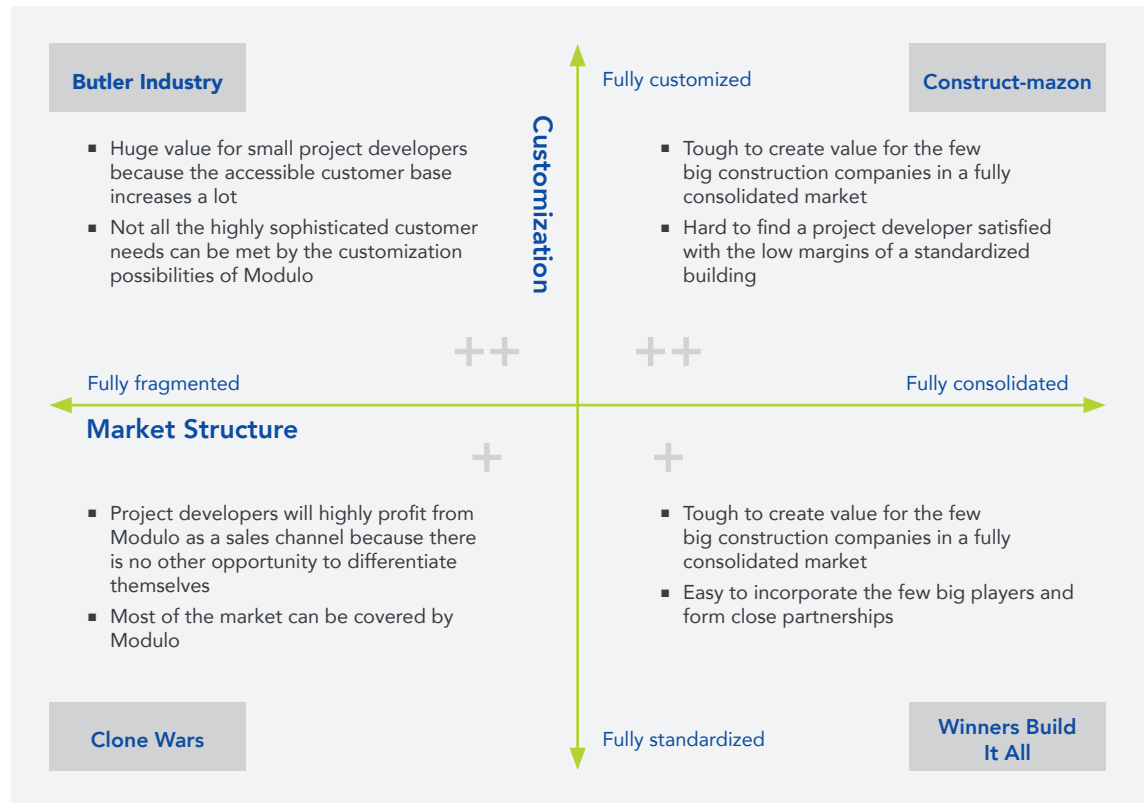 Butler Industry
Fully customized
Construct-mazon
Customization
■ Huge value for small project developers
because the accessible customer base
increases a lot
■ Not all the highly sophisticated customer
needs can be met by the customization
possibilities of Modulo
■ Tough to create value for the few
big construction companies in a fully
consolidated market
■ Hard to find a project developer satisfied
with the low margins of a standardized
building
++
++
Fully fragmented
Fully consolidated
Market Structure
+
+
■ Project developers will highly profit from
Modulo as a sales channel because there
is no other opportunity to differentiate
themselves
■ Most of the market can be covered by
Modulo
■ Tough to create value for the few
big construction companies in a fully
consolidated market
■ Easy to incorporate the few big players and
form close partnerships
Clone Wars
Fully standardized
Winners Build
It All